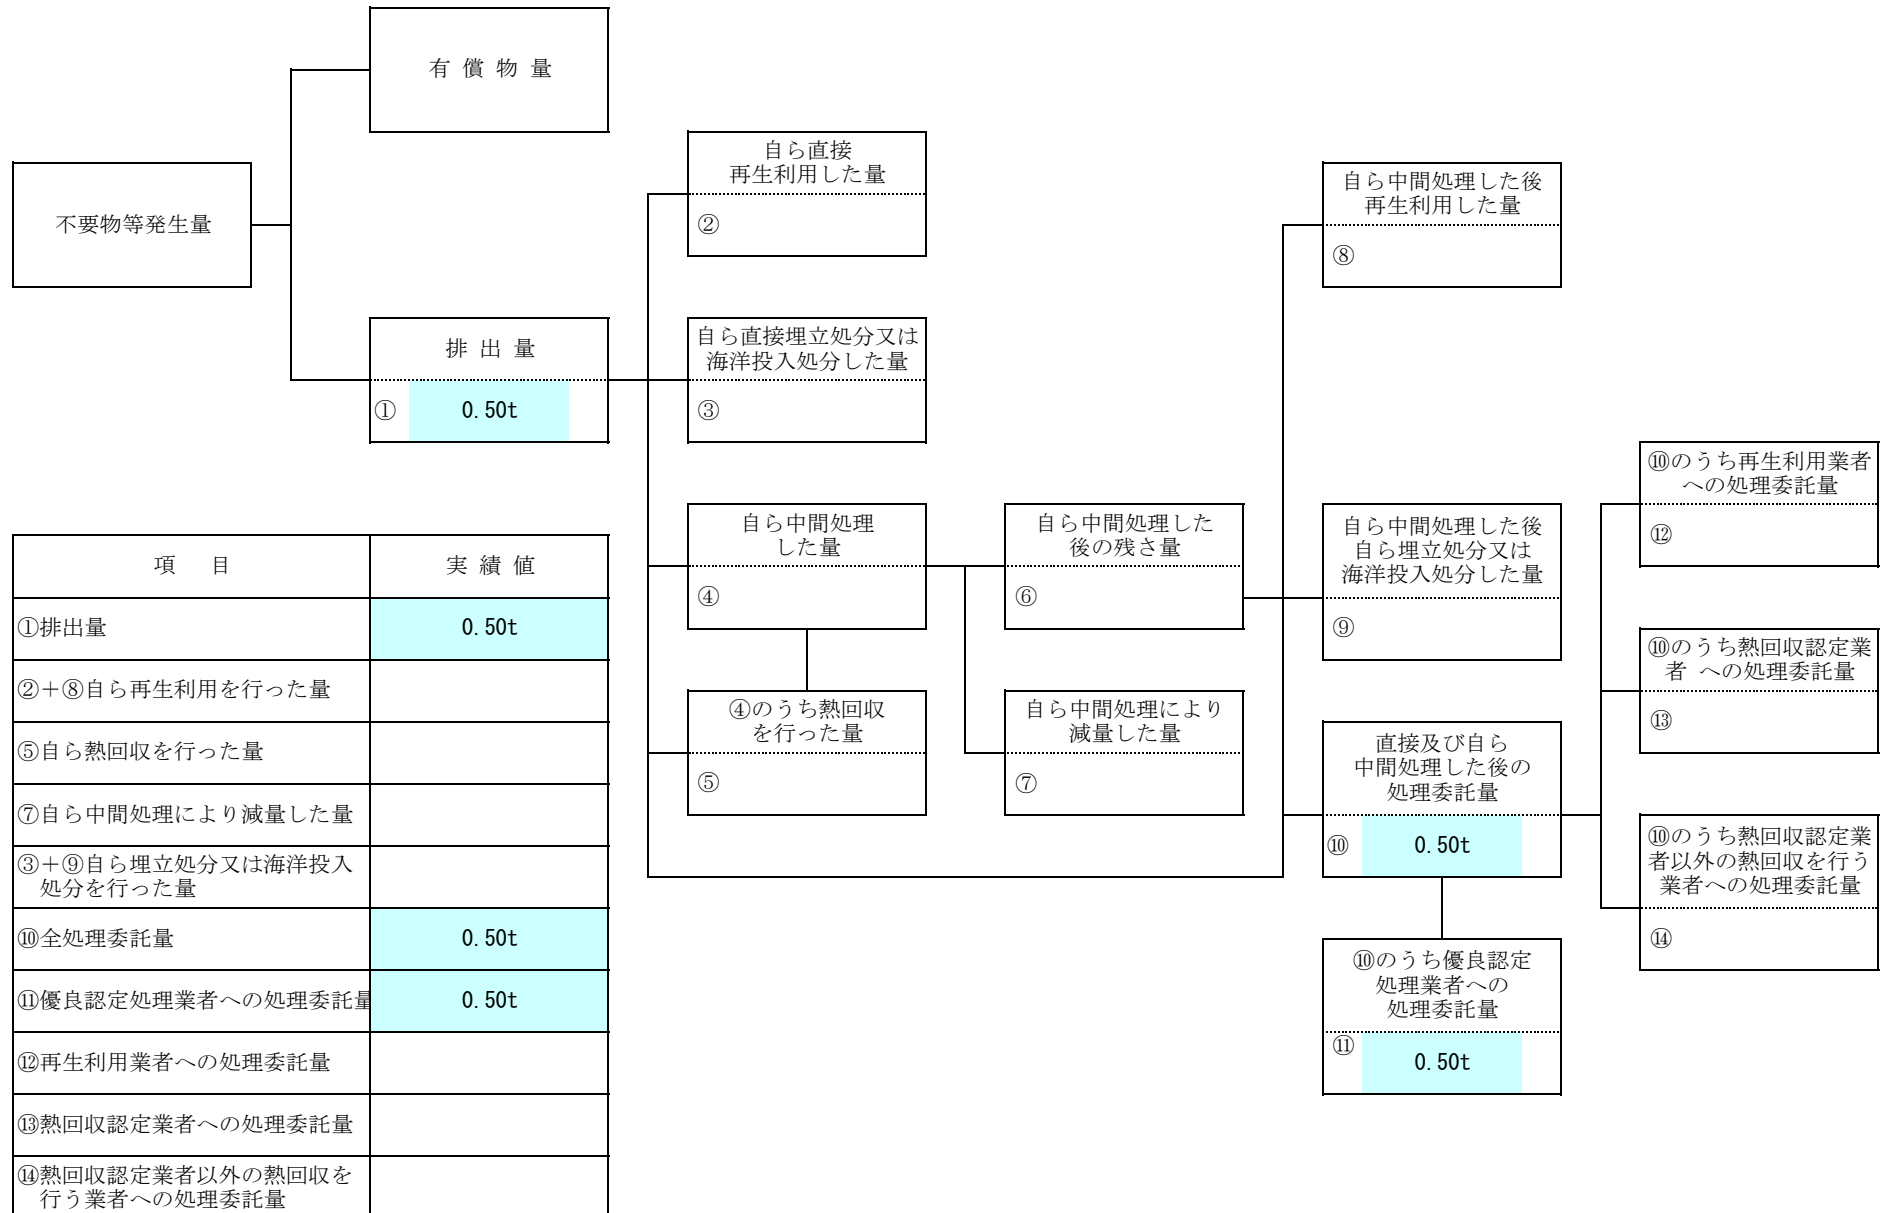 有 償 物 量
不要物等発生量
排 出 量
① 0.50t
自ら直接
再生利用した量
②
自ら直接埋立処分又は
海洋投入処分した量
③
自ら中間処理
した量
④
④のうち熱回収
を行った量
⑤
自ら中間処理した
後の残さ量
⑥
自ら中間処理により
減量した量
⑦
自ら中間処理した後
再生利用した量
⑧
自ら中間処理した後
自ら埋立処分又は
海洋投入処分した量
⑨
直接及び自ら
中間処理した後の
処理委託量
⑩ 0.50t
⑩のうち優良認定
処理業者への
処理委託量
⑪ 0.50t
⑩のうち再生利用業者
への処理委託量
⑫
⑩のうち熱回収認定業
者 への処理委託量
⑬
⑩のうち熱回収認定業
者以外の熱回収を行う
業者への処理委託量
⑭
項 目 実 績 値
①排出量 0.50t
②＋⑧自ら再生利用を行った量
⑤自ら熱回収を行った量
⑦自ら中間処理により減量した量
③＋⑨自ら埋立処分又は海洋投入
処分を行った量
⑩全処理委託量 0.50t
⑪優良認定処理業者への処理委託量 0.50t
⑫再生利用業者への処理委託量
⑬熱回収認定業者への処理委託量
⑭熱回収認定業者以外の熱回収を
行う業者への処理委託量